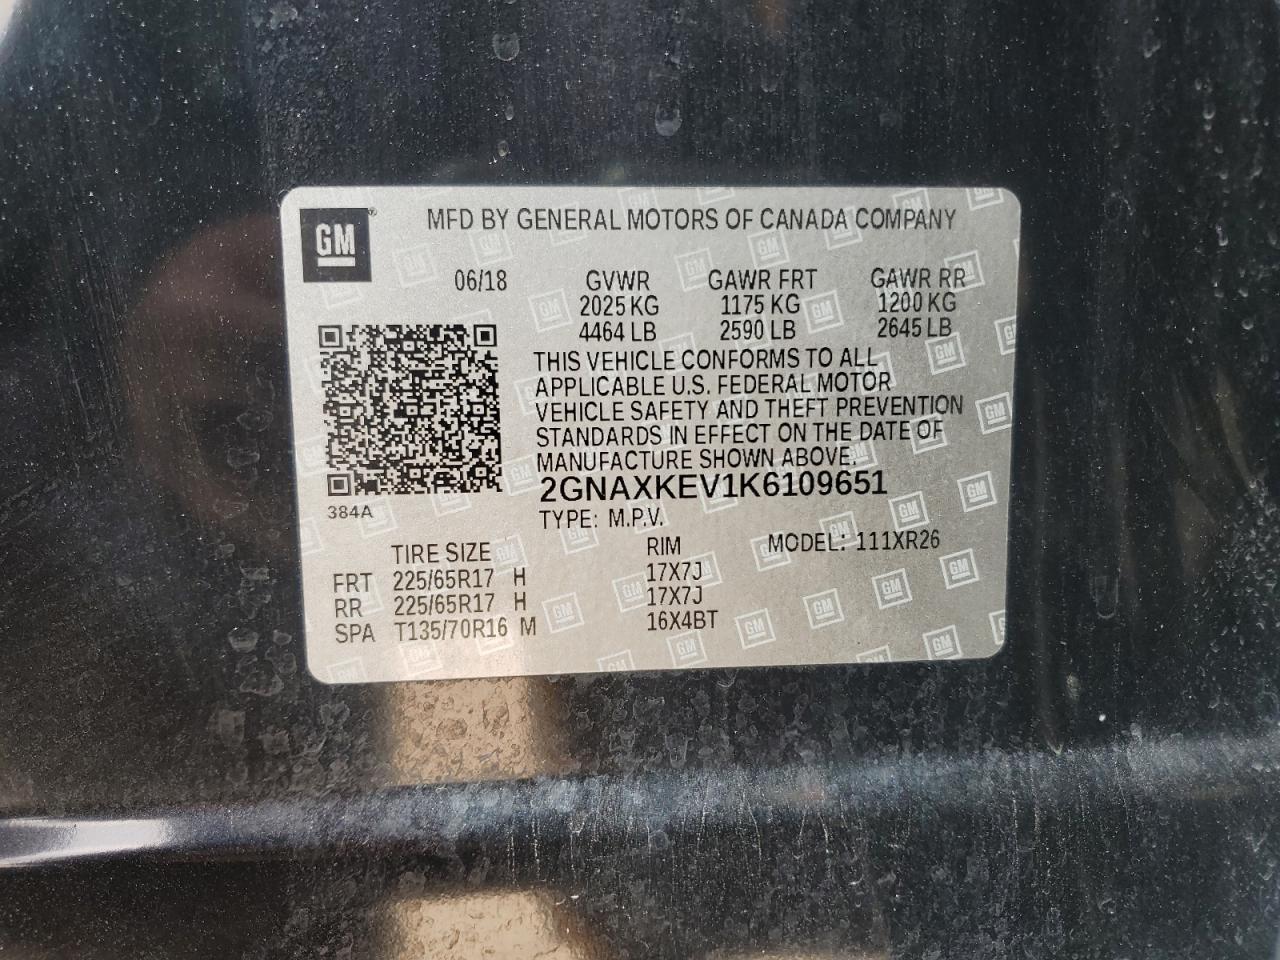 GM
MFD BY GENERAL MOTORS OF CANADA COMPANY
06/18 GVWR GAWR FRT GAWR RR
2025 KG 1175 KG 1200 KG
4464 LB 2590 LB 2645 LB
THIS VEHICLE CONFORMS TO ALL
APPLICABLE U.S. FEDERAL MOTOR
VEHICLE SAFETY AND THEFT PREVENTION
STANDARDS IN EFFECT ON THE DATE OF
MANUFACTURE SHOWN ABOVE.
2GNAXKEV1K6109651
384A
TYPE: M.P.V.
TIRE SIZE RIM MODEL: 111XR26
FRT 225/65R17 H 17X7J
RR 225/65R17 H 17X7J
SPA T135/70R16 M 16X4BT